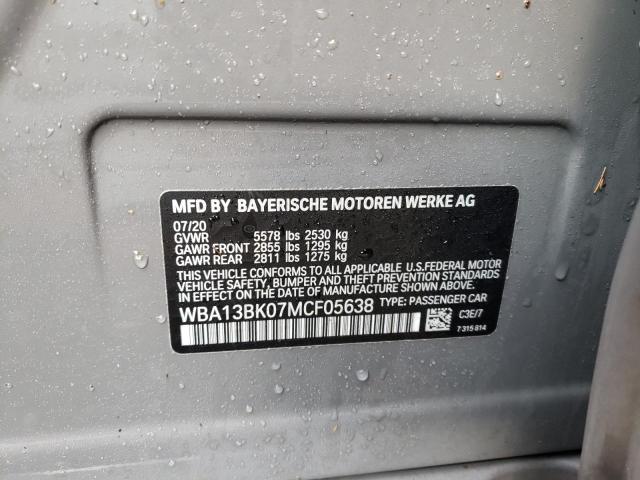 MFD BY BAYERISCHE MOTOREN WERKE AG
07/20
GVWR 5578 lbs 2530 kg
GAWR FRONT 2855 lbs 1295 kg
GAWR REAR 2811 lbs 1275 kg
THIS VEHICLE CONFORMS TO ALL APPLICABLE U.S.FEDERAL MOTOR
VEHICLE SAFETY, BUMPER AND THEFT PREVENTION STANDARDS
IN EFFECT ON THE DATE OF MANUFACTURE SHOWN ABOVE.
WBA13BK07MCF05638 TYPE: PASSENGER CAR
C3E/7
7 315 814